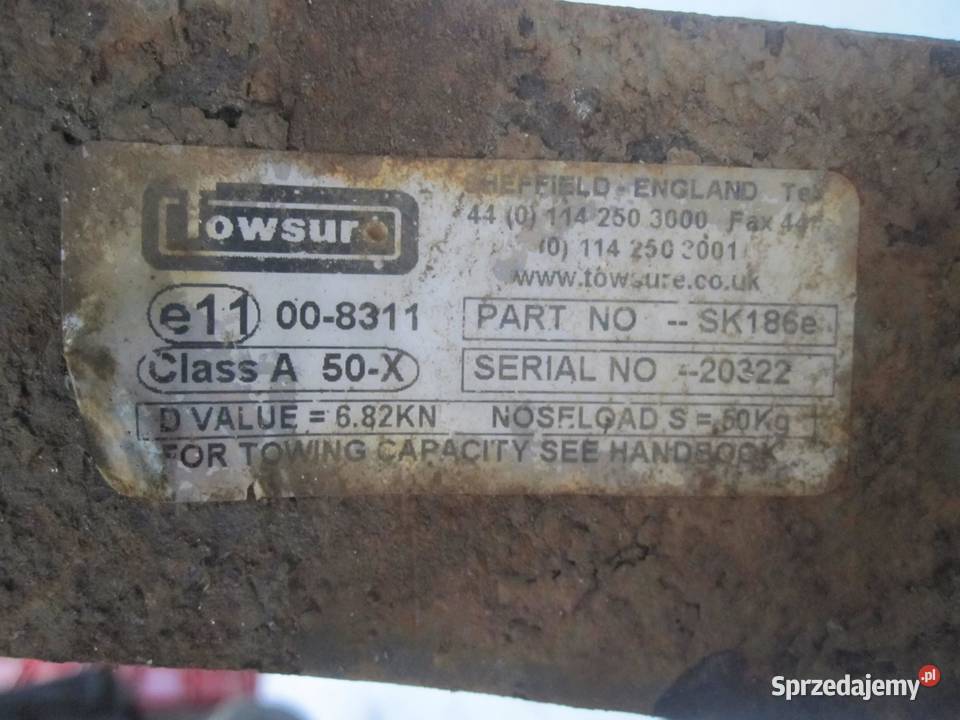 towsure
SHEFFIELD - ENGLAND Tel
44 (0) 114 250 3000 Fax 44
(0) 114 250 3001
www.towsure.co.uk
e11 00-8311
PART NO -- SK186e
Class A 50-X
SERIAL NO --20322
D VALUE = 6.82KN NOSELOAD S = 50Kg
FOR TOWING CAPACITY SEE HANDBOOK
Sprzedajemy.pl